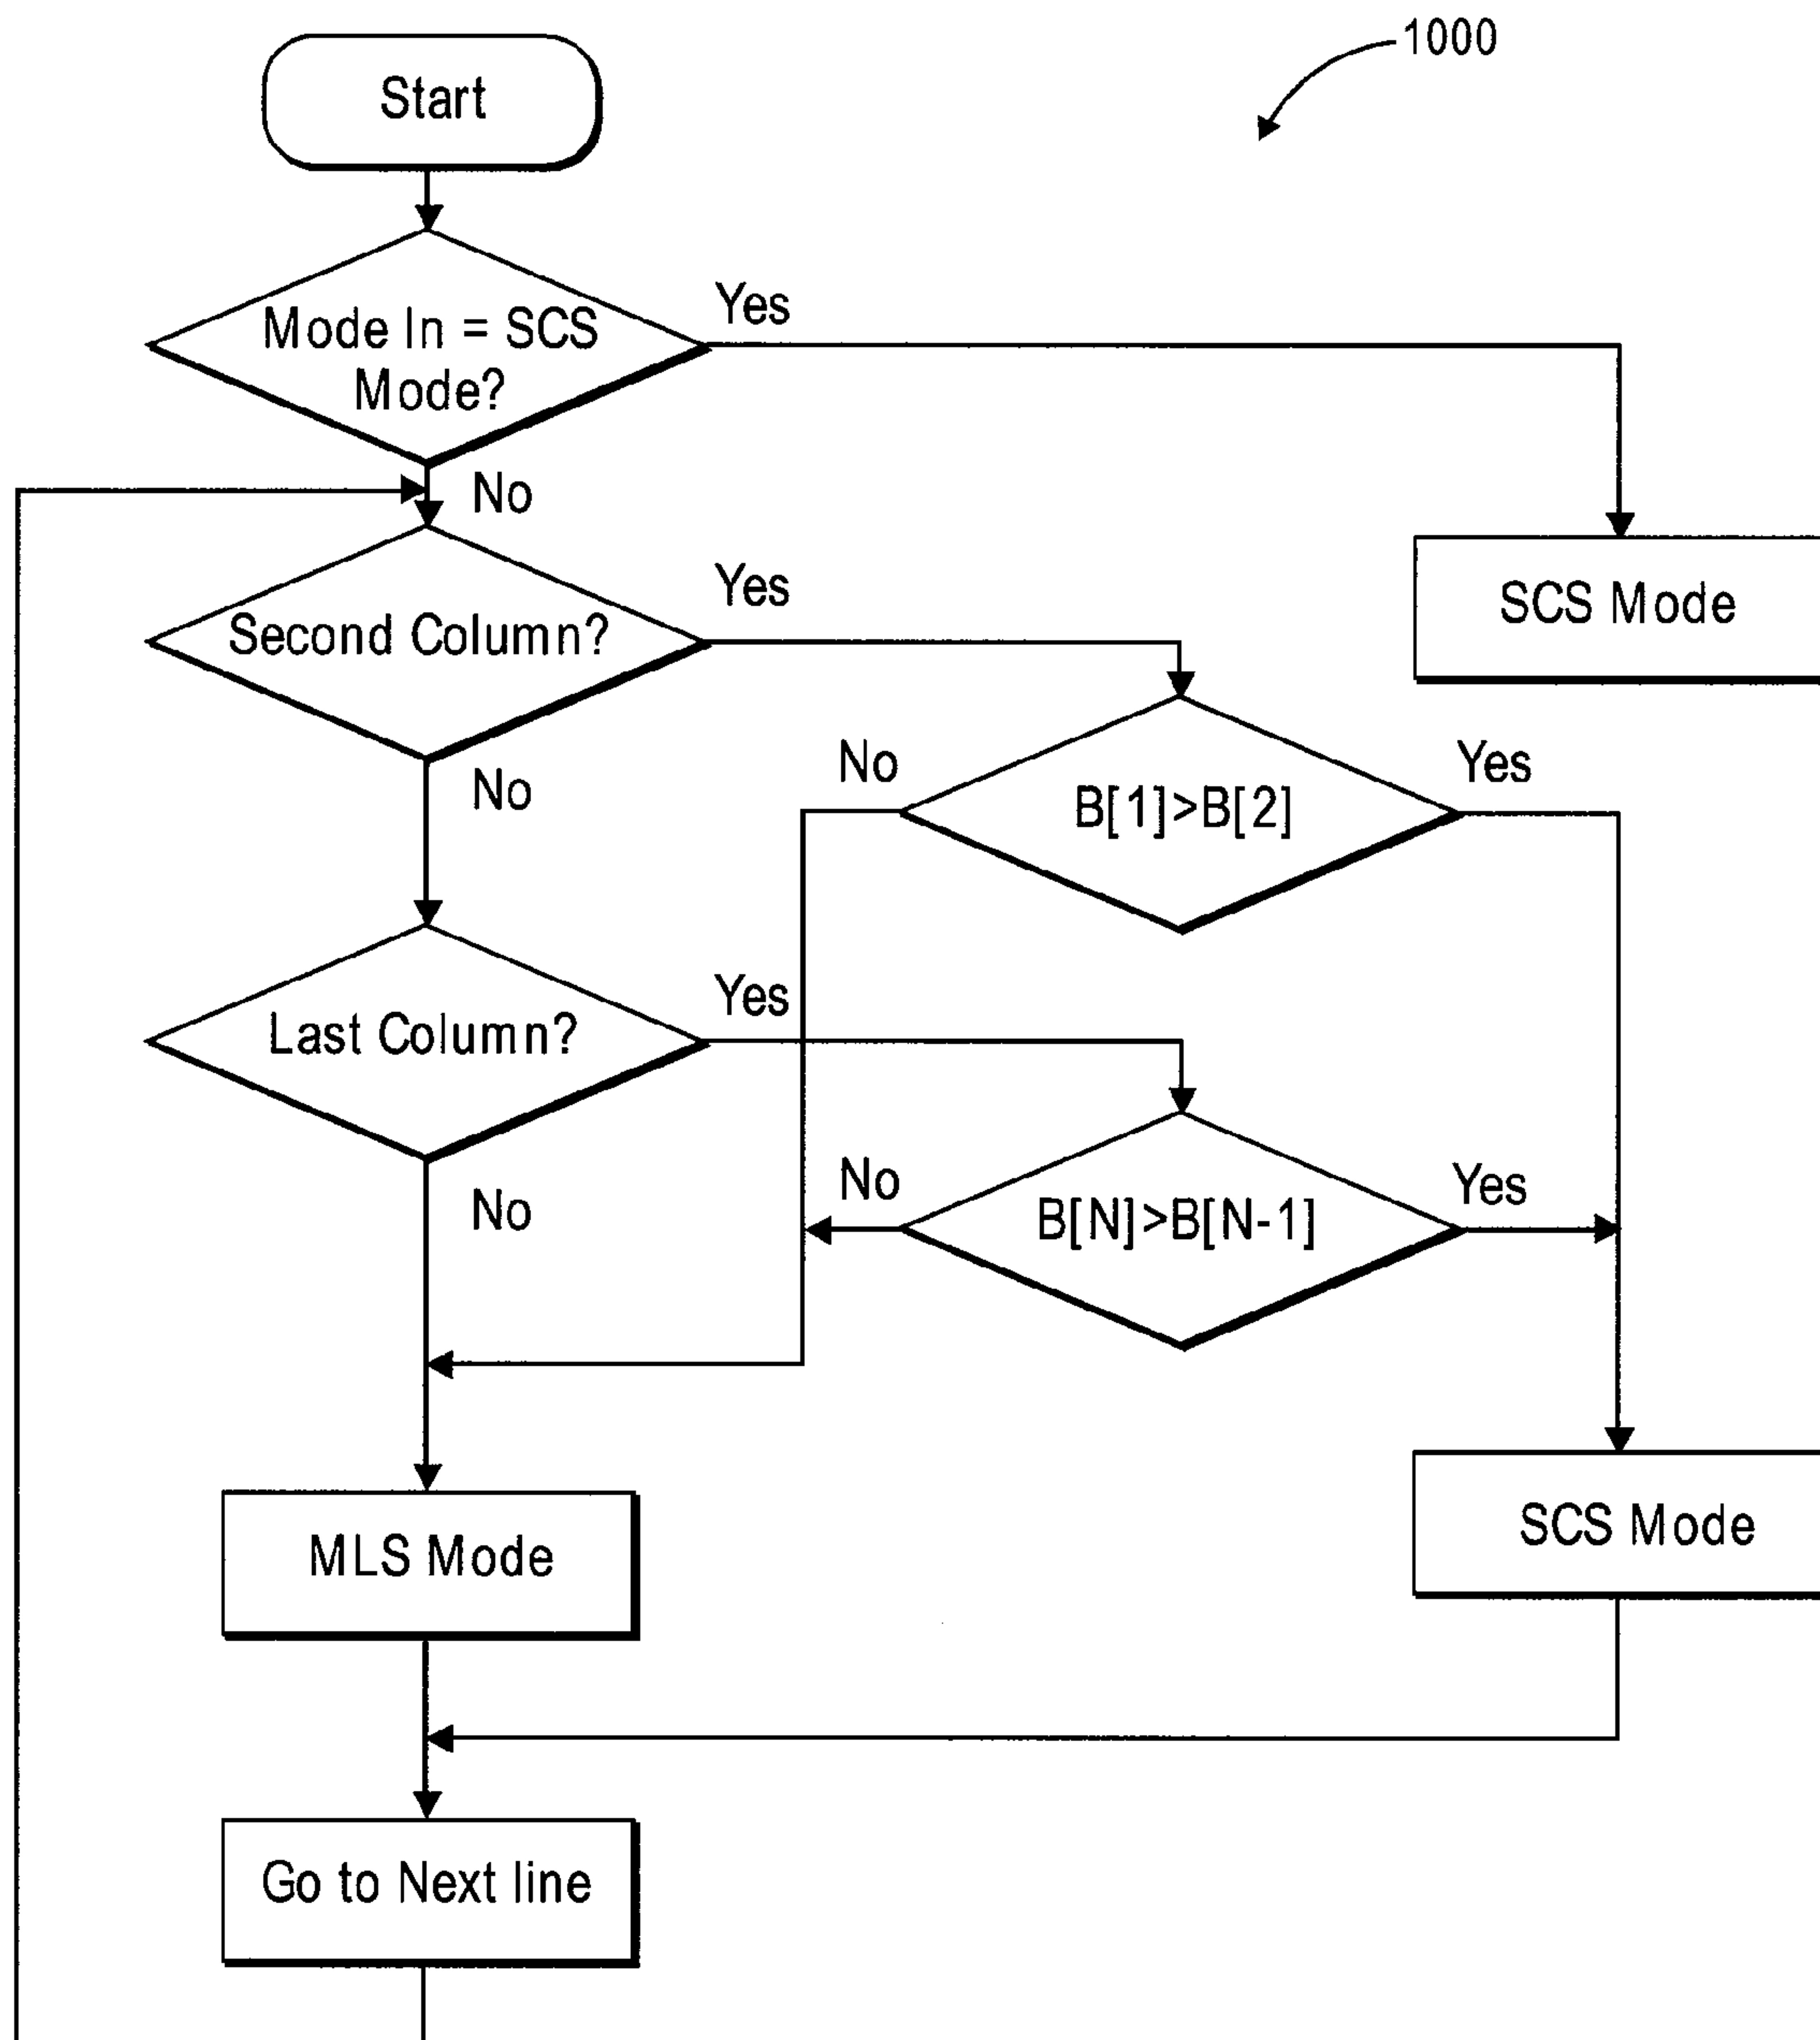 1000
Start
Mode In = SCS
Mode?
Yes
No
SCS Mode
Second Column?
Yes
No
B[1]>B[2]
No
Yes
Last Column?
Yes
No
B[N]>B[N-1]
No
Yes
MLS Mode
SCS Mode
Go to Next line